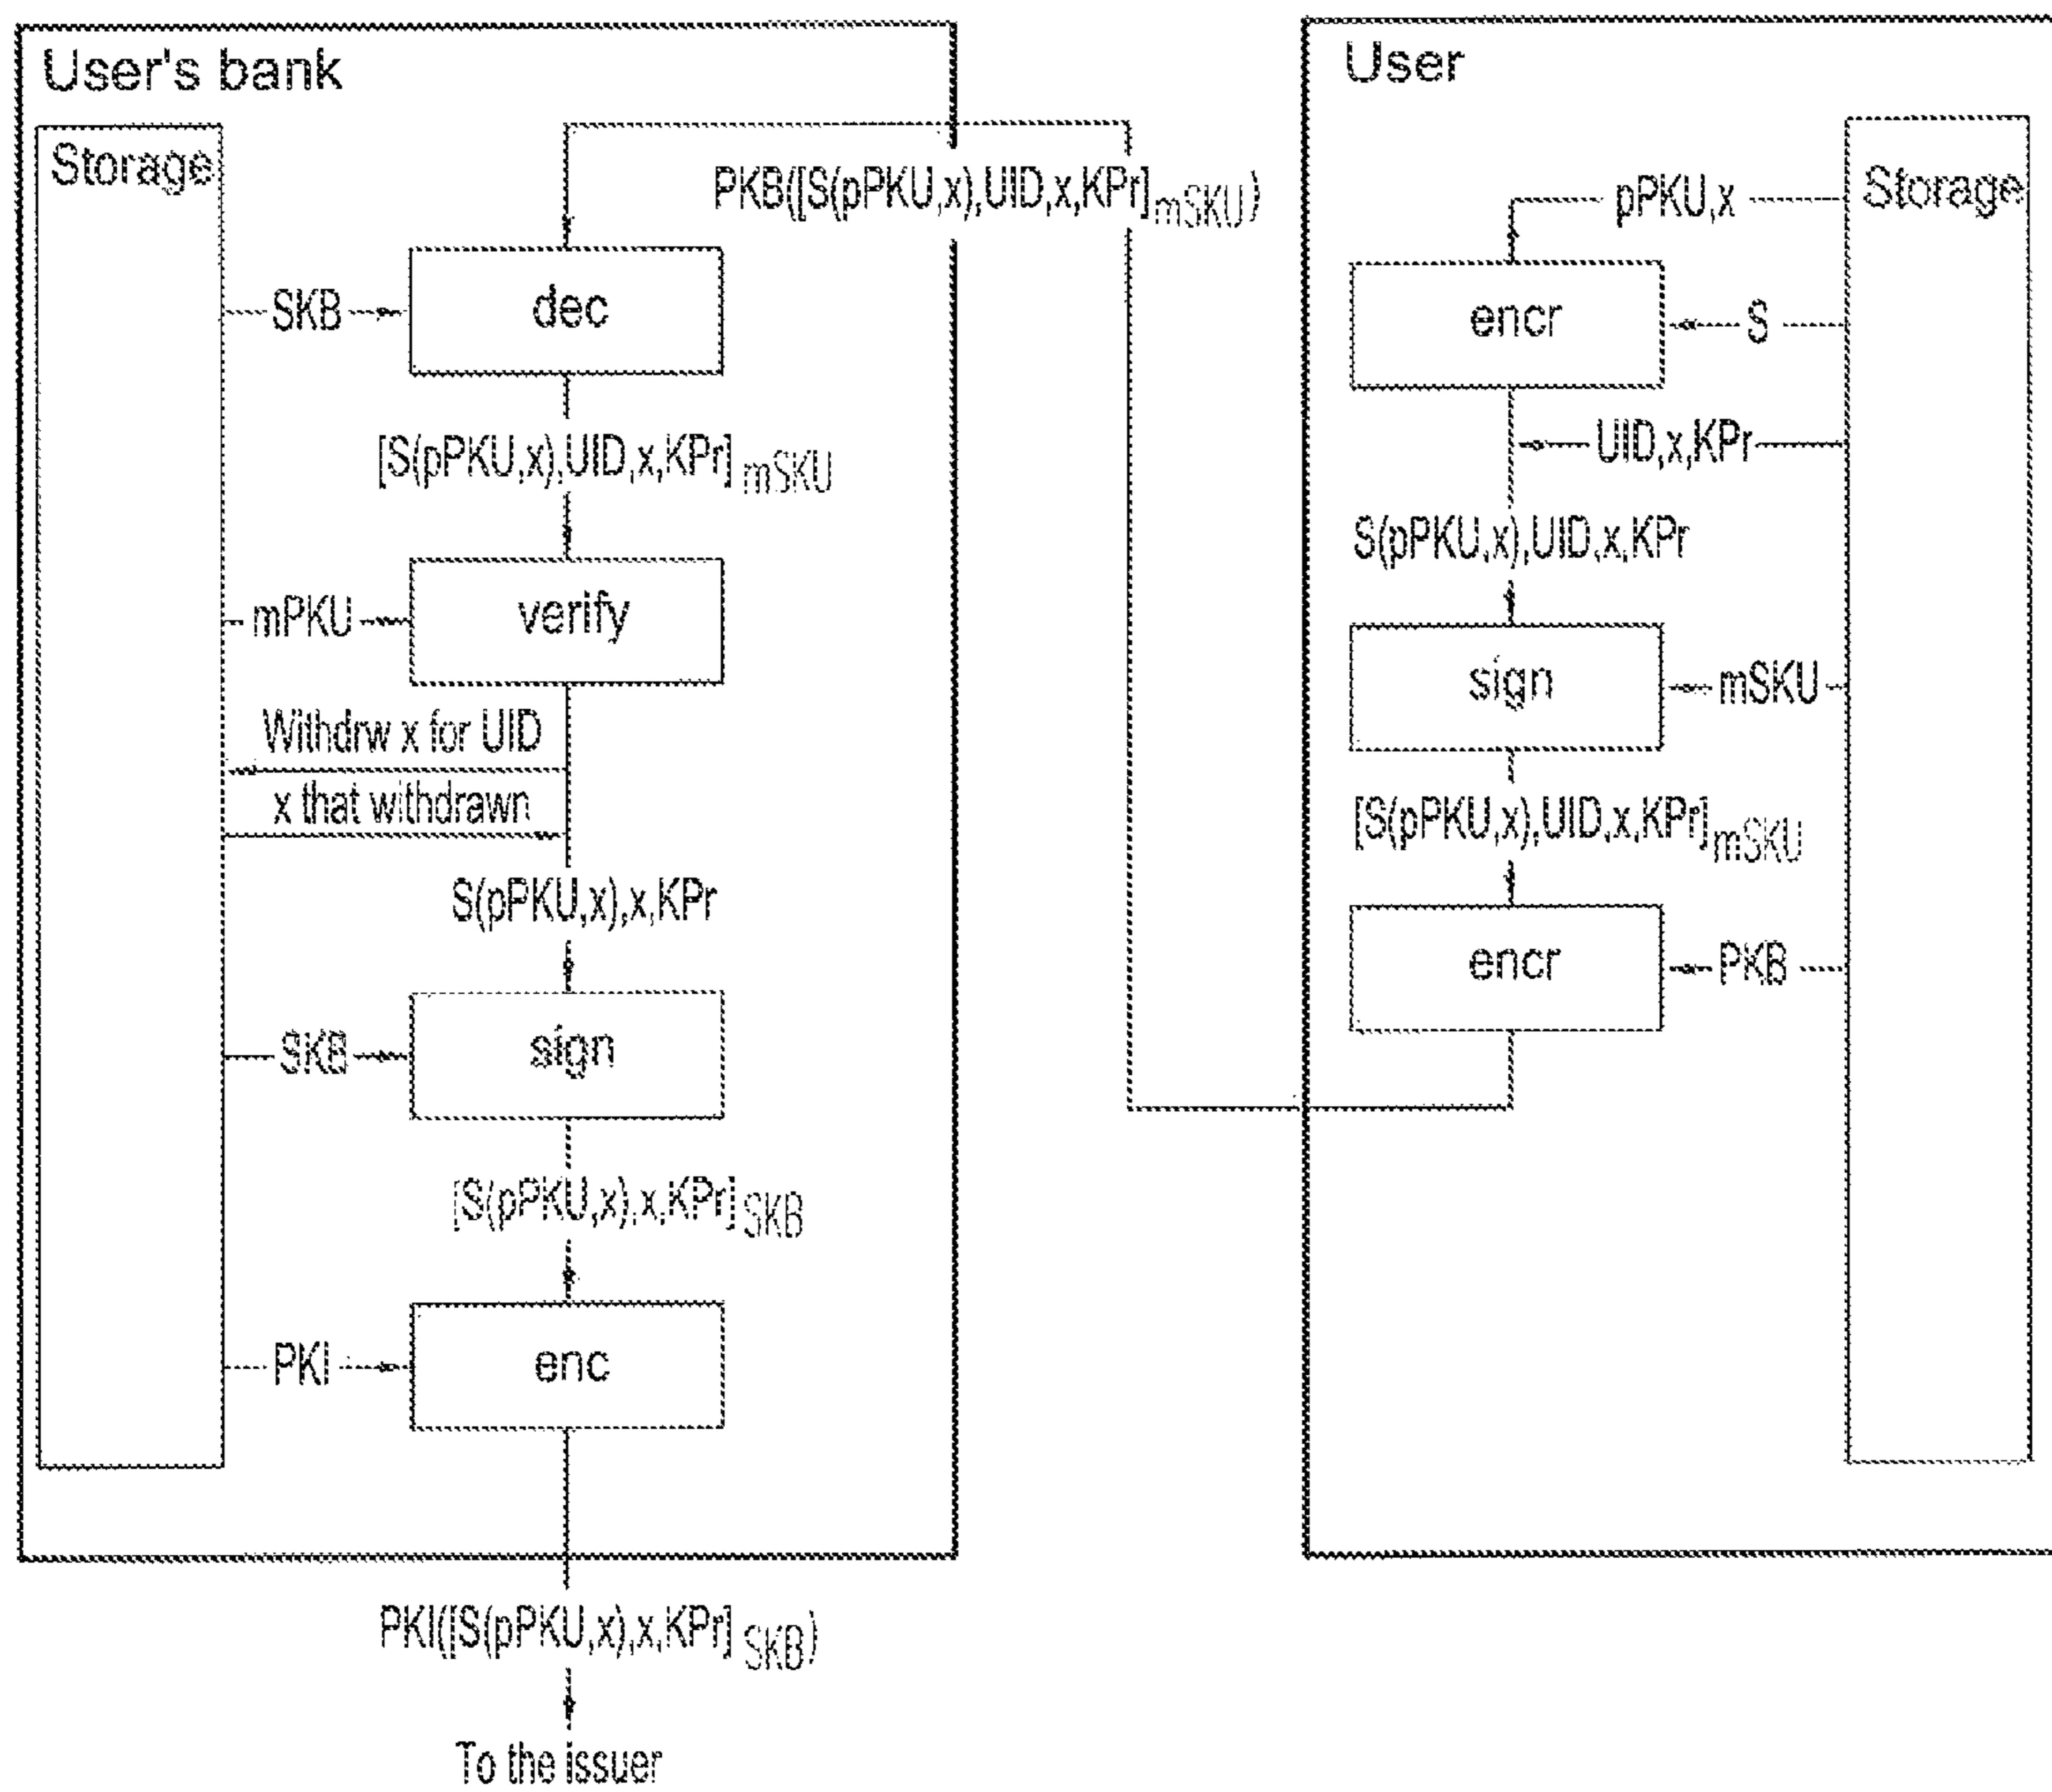 User's bank
Storage
PKB([S(pPKU,x),UID,x,KPr]mSKU)
SKB
dec
[S(pPKU,x),UID,x,KPr]mSKU
mPKU
verify
Withdrw x for UID
x that withdrawn
S(pPKU,x),x,KPr
SKB
sign
[S(pPKU,x),x,KPr]SKB
PKI
enc
PKI([S(pPKU,x),x,KPr]SKB)
To the issuer
User
Storage
pPKU,x
encr
S
UID,x,KPr
S(pPKU,x),UID,x,KPr
sign
mSKU
[S(pPKU,x),UID,x,KPr]mSKU
encr
PKB